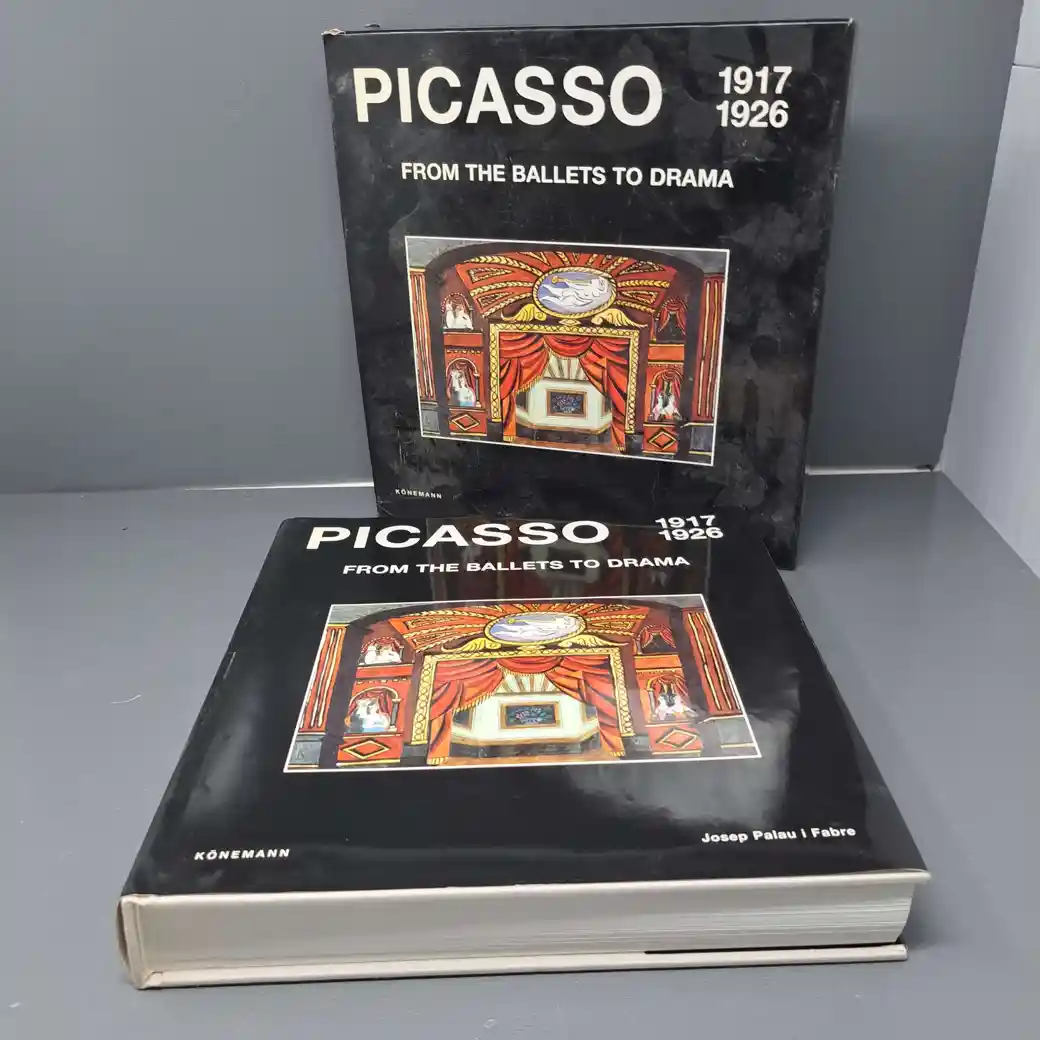 PICASSO
1917
1926
FROM THE BALLETS TO DRAMA
KÖNEMANN
PICASSO
1917
1926
FROM THE BALLETS TO DRAMA
Josep Palau i Fabre
KÖNEMANN